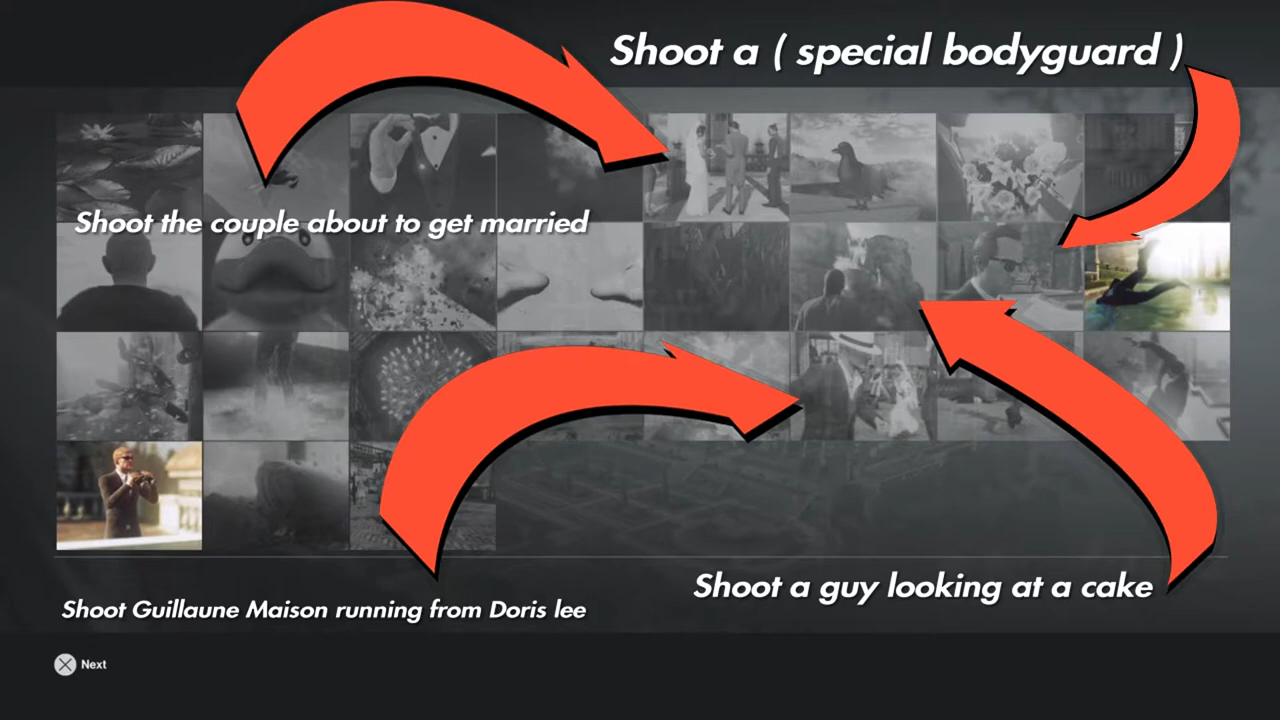 Shoot a ( special bodyguard )
Shoot the couple about to get married
Shoot a guy looking at a cake
Shoot Guillaune Maison running from Doris lee
Next